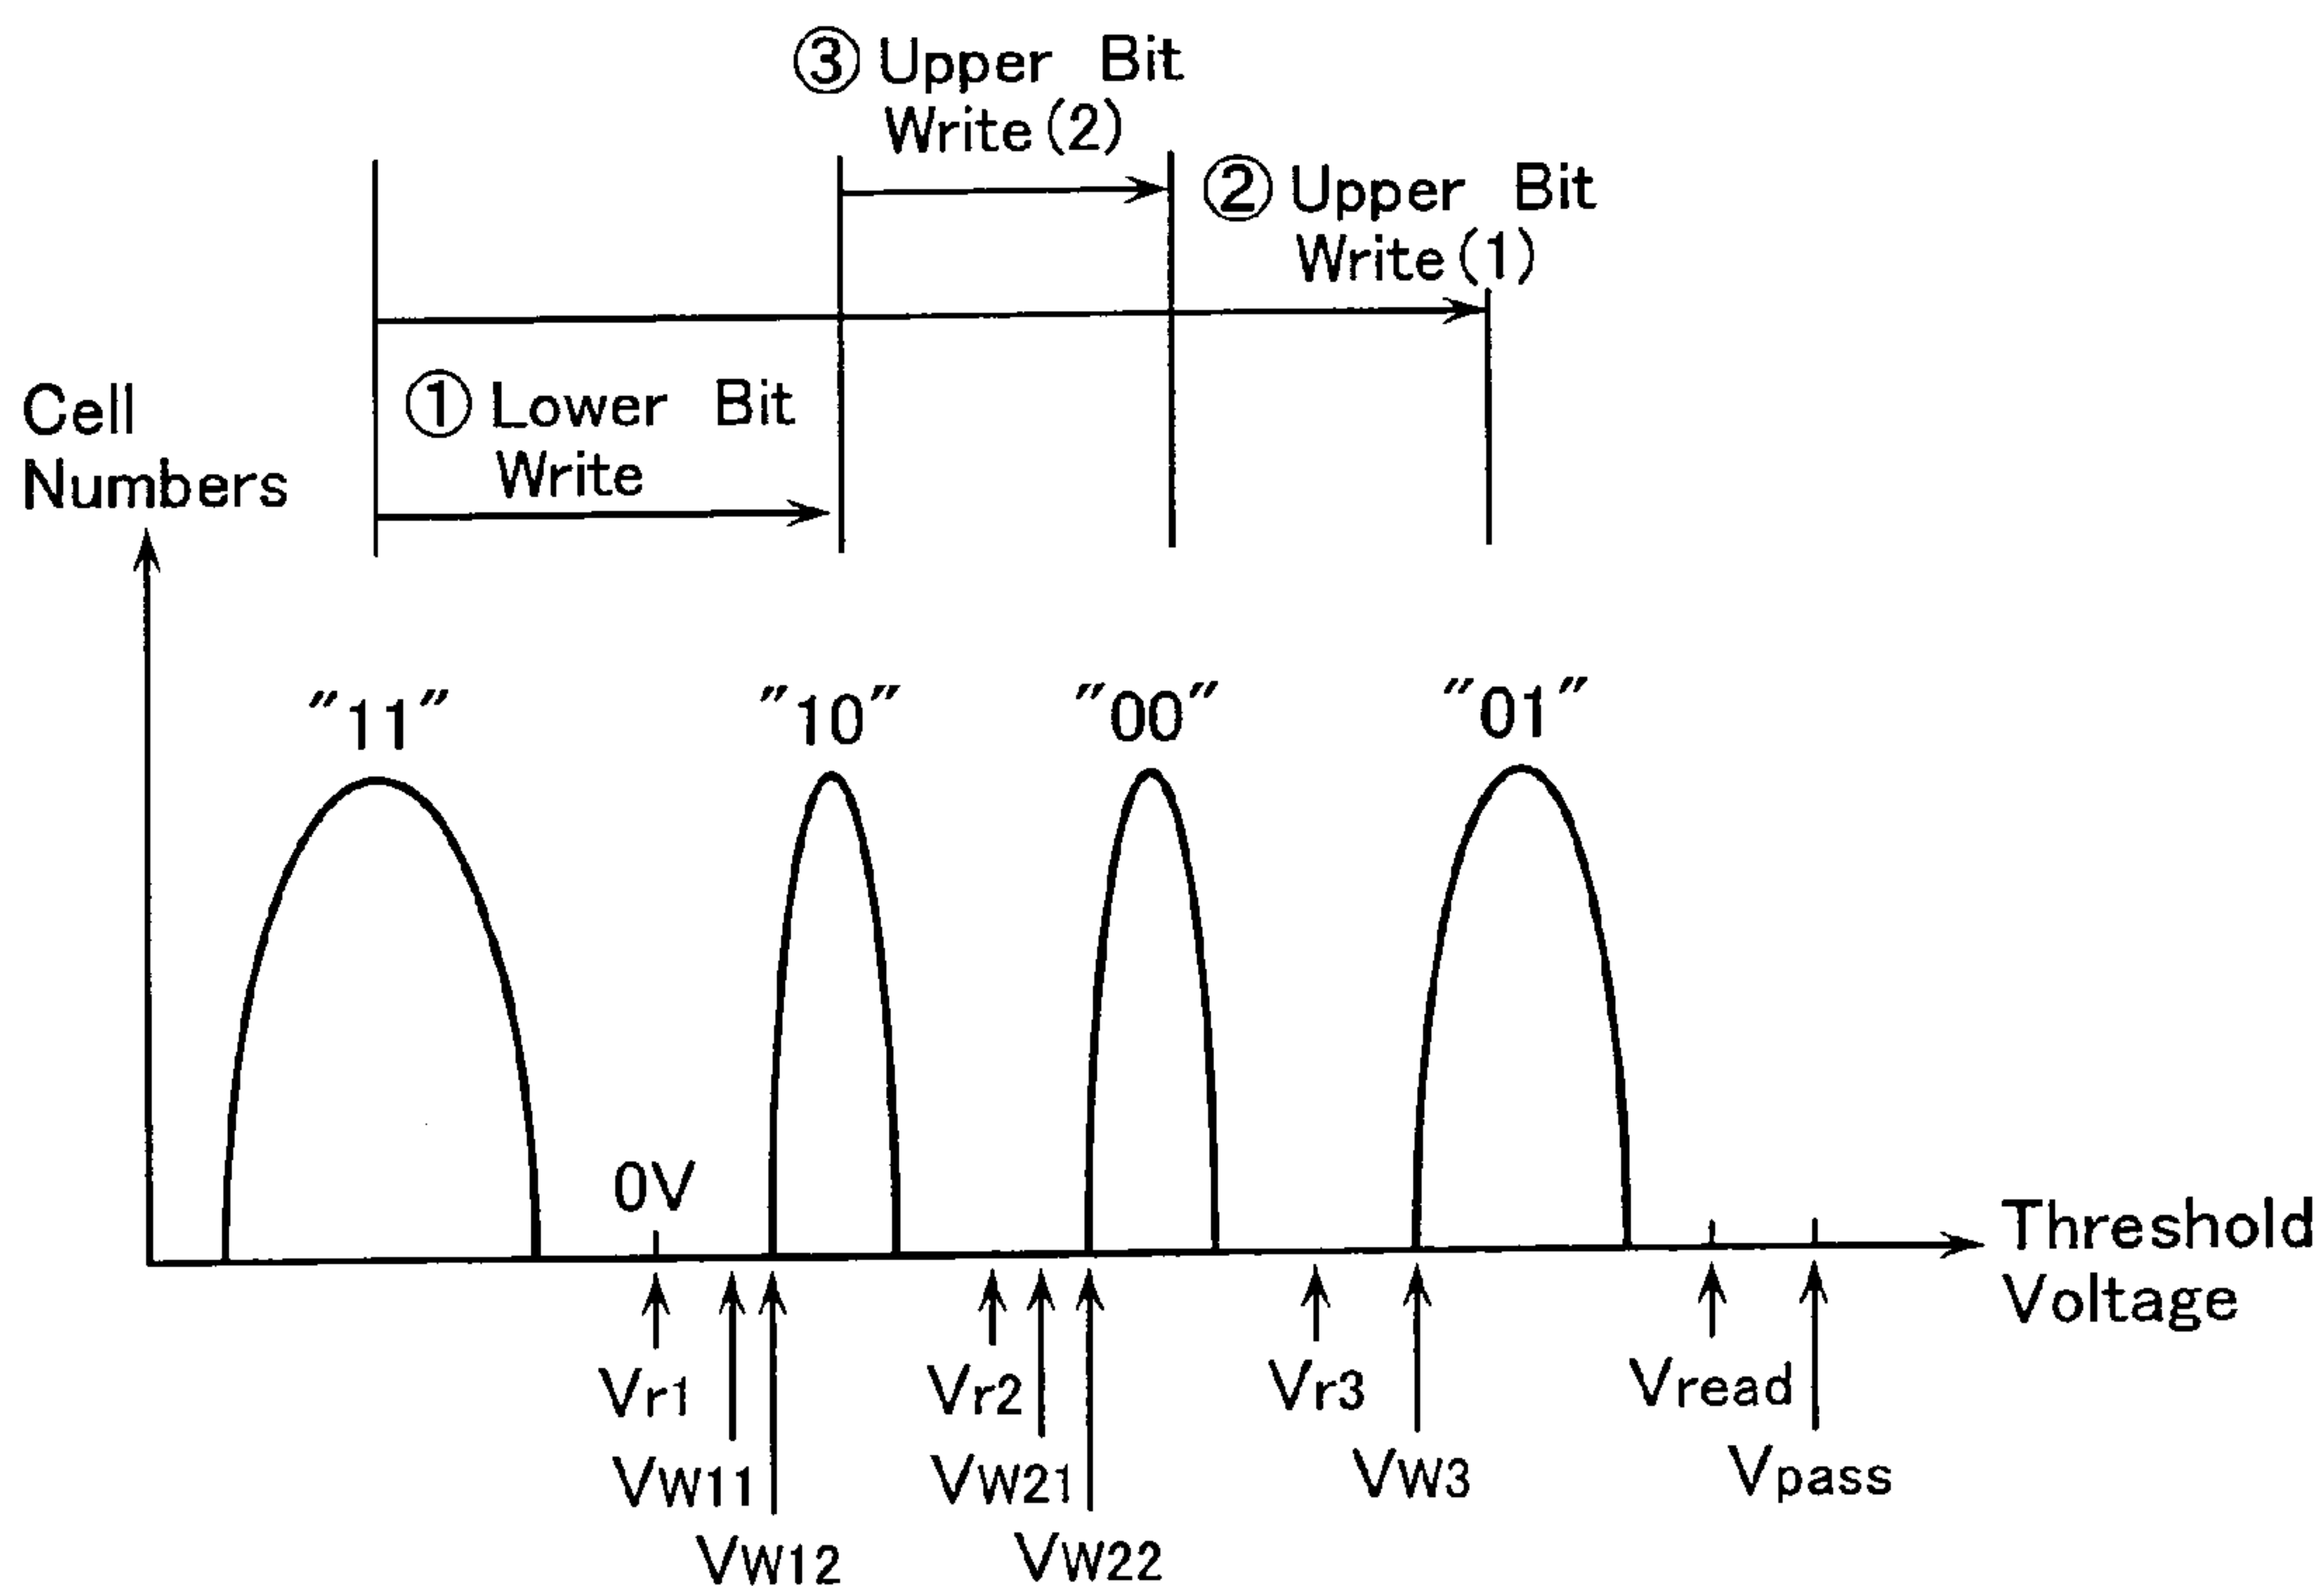 ③ Upper Bit
Write(2)
② Upper Bit
Write(1)
① Lower Bit
Write
Cell
Numbers
"11"
"10"
"00"
"01"
0V
Threshold
Voltage
Vr1
Vr2
Vr3
Vread
VW11
VW21
VW3
Vpass
VW12
VW22